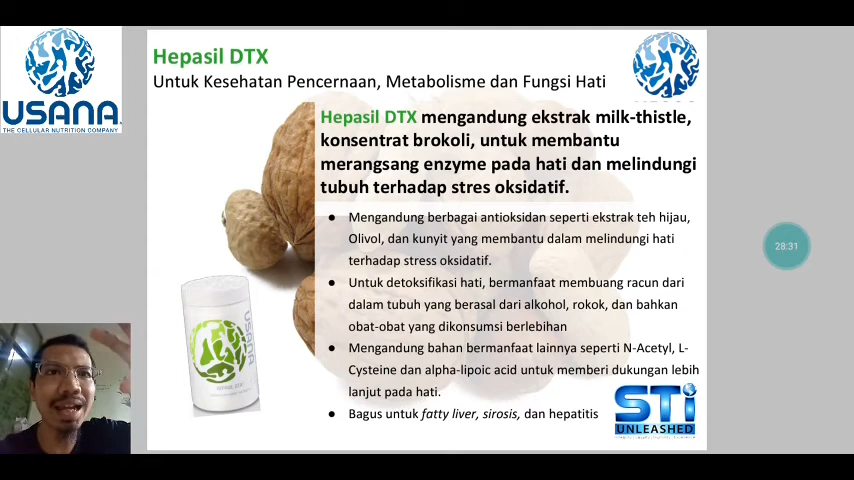 USANA
THE CELLULAR NUTRITION COMPANY
Hepasil DTX
Untuk Kesehatan Pencernaan, Metabolisme dan Fungsi Hati
Hepasil DTX mengandung ekstrak milk-thistle,
konsentrat brokoli, untuk membantu
merangsang enzyme pada hati dan melindungi
tubuh terhadap stres oksidatif.
● Mengandung berbagai antioksidan seperti ekstrak teh hijau,
Olivol, dan kunyit yang membantu dalam melindungi hati
terhadap stress oksidatif.
● Untuk detoksifikasi hati, bermanfaat membuang racun dari
dalam tubuh yang berasal dari alkohol, rokok, dan bahkan
obat-obat yang dikonsumsi berlebihan
● Mengandung bahan bermanfaat lainnya seperti N-Acetyl, L-
Cysteine dan alpha-lipoic acid untuk memberi dukungan lebih
lanjut pada hati.
● Bagus untuk fatty liver, sirosis, dan hepatitis
USANA
STi
UNLEASHED
28:31